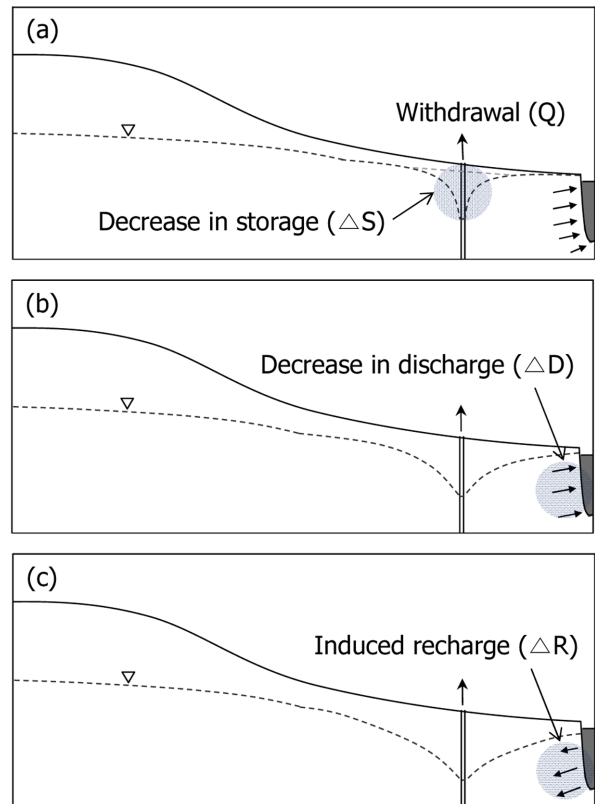 (a)
Withdrawal (Q)
Decrease in storage (△S)
(b)
Decrease in discharge (△D)
(c)
Induced recharge (△R)